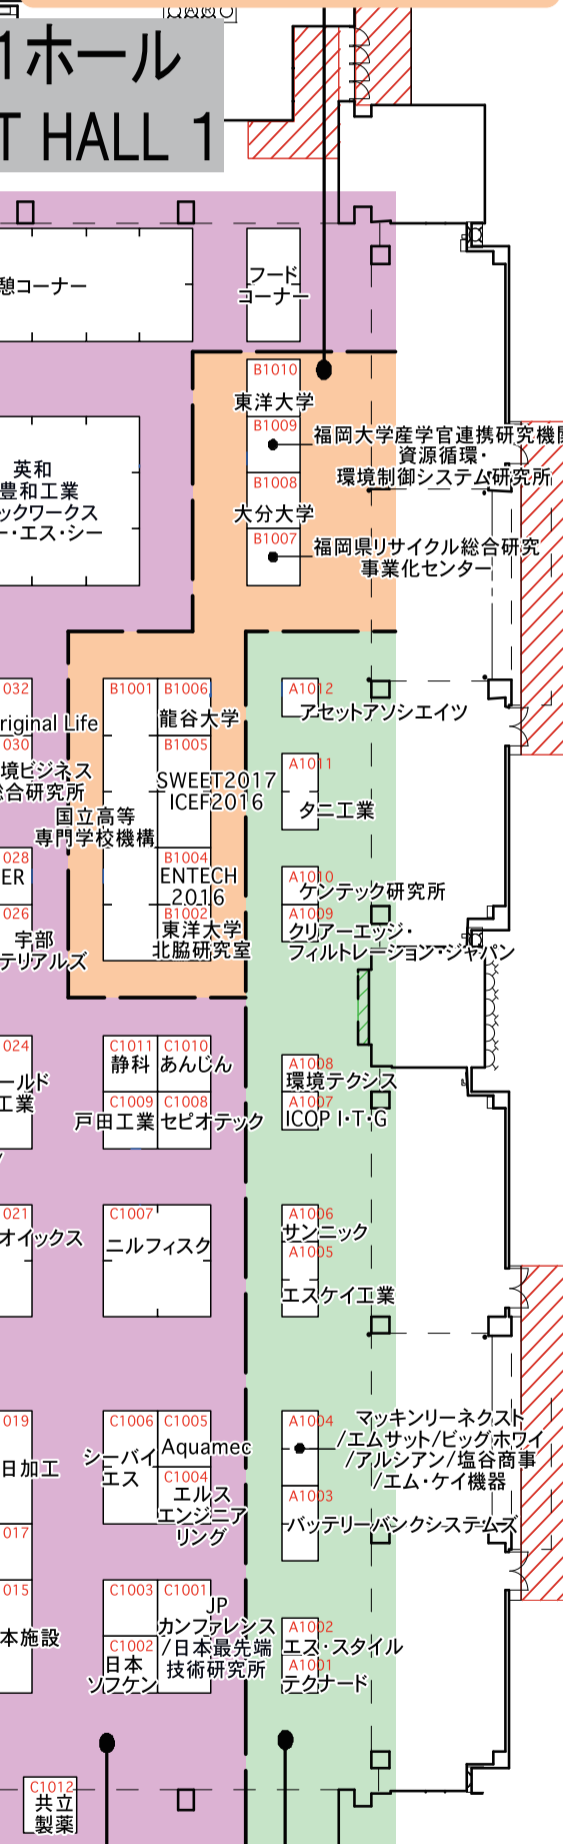 1ホール
T HALL 1
憩コーナー
フード
コーナー
B1010
東洋大学
B1009
福岡大学産学官連携研究機関
資源循環・
環境制御システム研究所
B1008
大分大学
B1007
福岡県リサイクル総合研究
事業化センター
英和
豊和工業
ックワークス
ー・エス・シー
032
riginal Life
030
境ビジネス
総合研究所
028
ER
026
宇部
テリアルズ
B1001
国立高等
専門学校機構
B1006
龍谷大学
B1005
SWEET2017
ICEF2016
B1004
ENTECH
2016
B1002
東洋大学
北脇研究室
A1012
アセットアソシエイツ
A1011
タニ工業
A1010
ケンテック研究所
A1009
クリアーエッジ・
フィルトレーション・ジャパン
024
ールド
工業
C1011
静科
C1010
あんじん
C1009
戸田工業
C1008
セピオテック
A1008
環境テクシス
A1007
ICOP I・T・G
021
オイックス
C1007
ニルフィスク
A1006
サンニック
A1005
エスケイ工業
019
日加工
017
015
本施設
C1006
シーバイ
エス
C1005
Aquamec
C1004
エルス
エンジニア
リング
A1004
マッキンリーネクスト
/エムサット/ビッグホワイ
/アルシアン/塩谷商事
/エム・ケイ機器
A1003
バッテリーバンクシステムズ
C1003
C1001
JP
カンファレンス
/日本最先端
技術研究所
C1002
日本
ソフケン
A1002
エス・スタイル
A1001
テクナード
C1012
共立
製薬